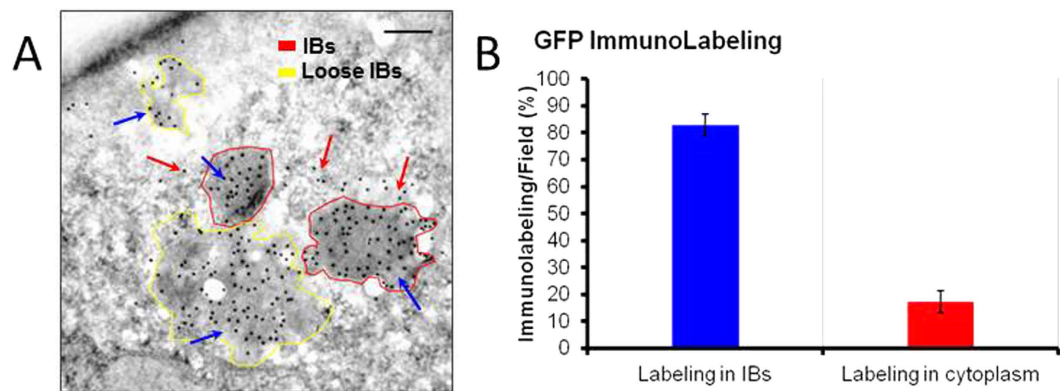 A
IBs
Loose IBs
B
GFP ImmunoLabeling
Immunolabeling/Field (%)
100
90
80
70
60
50
40
30
20
10
0
Labeling in IBs
Labeling in cytoplasm